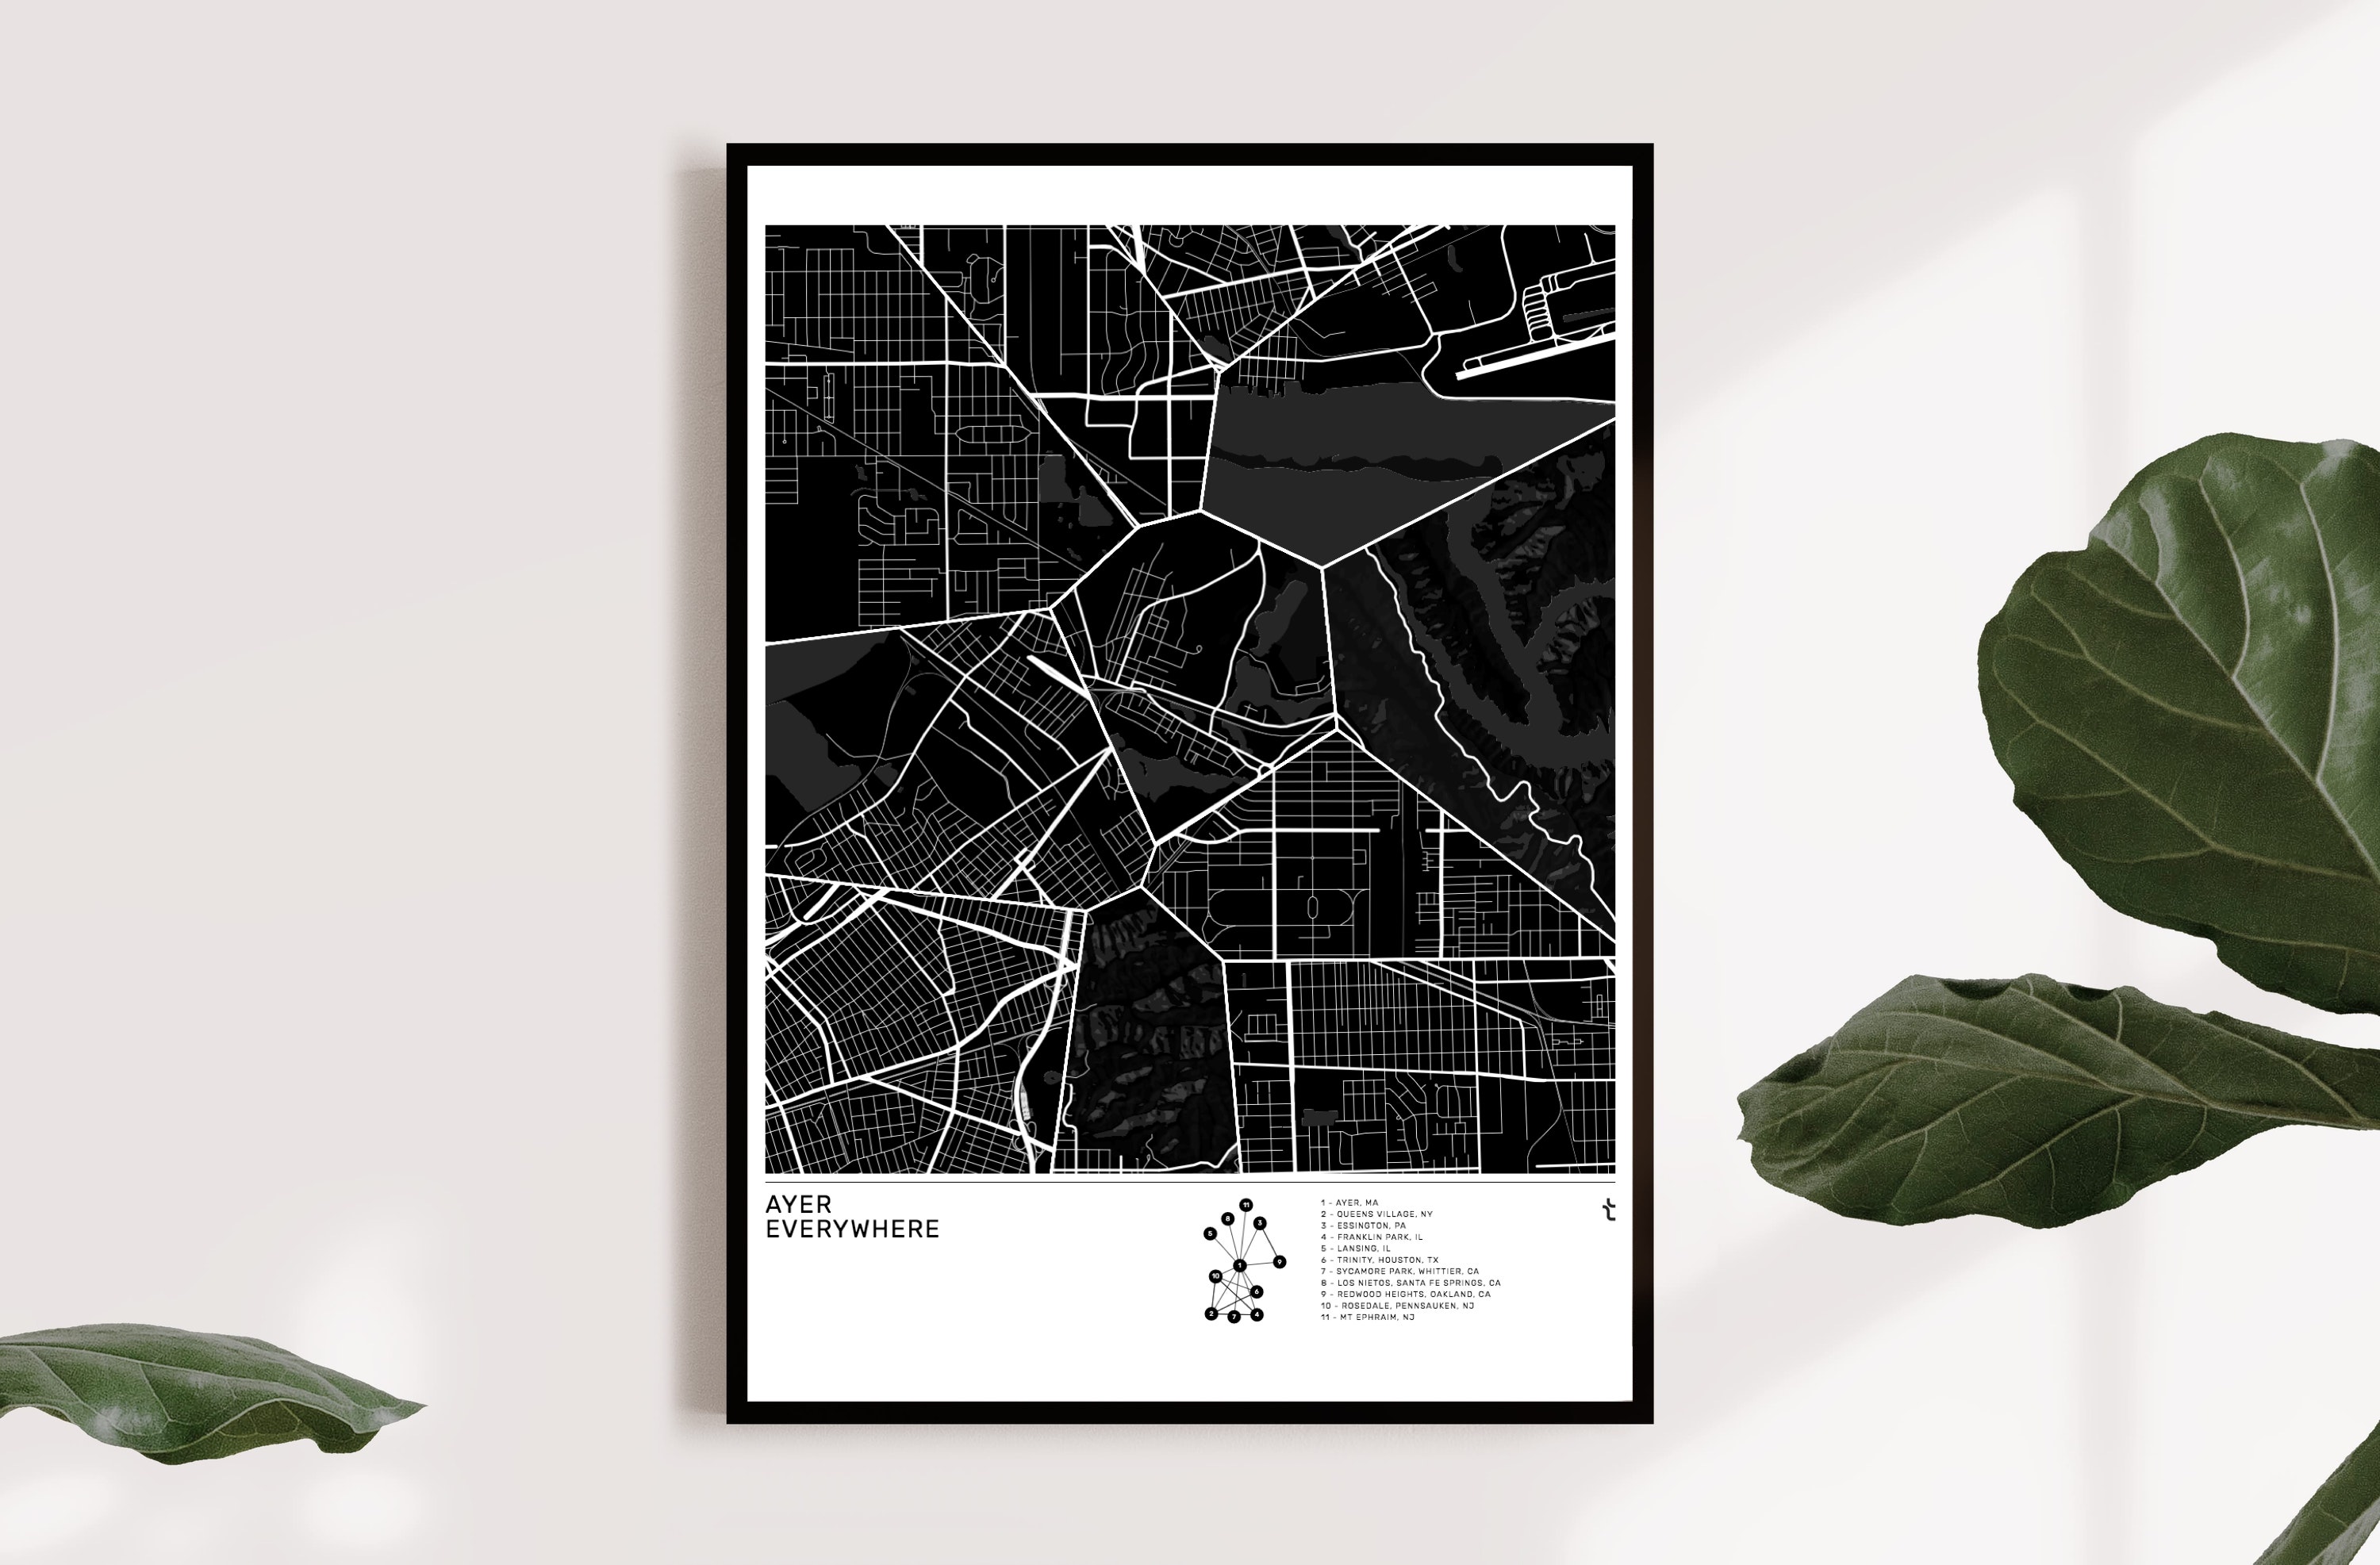 AYER
EVERYWHERE
11
8
3
5
9
1
10
6
2
7
4
1 - AYER, MA
2 - QUEENS VILLAGE, NY
3 - ESSINGTON, PA
4 - FRANKLIN PARK, IL
5 - LANSING, IL
6 - TRINITY, HOUSTON, TX
7 - SYCAMORE PARK, WHITTIER, CA
8 - LOS NIETOS, SANTA FE SPRINGS, CA
9 - REDWOOD HEIGHTS, OAKLAND, CA
10 - ROSEDALE, PENNSAUKEN, NJ
11 - MT EPHRAIM, NJ
t